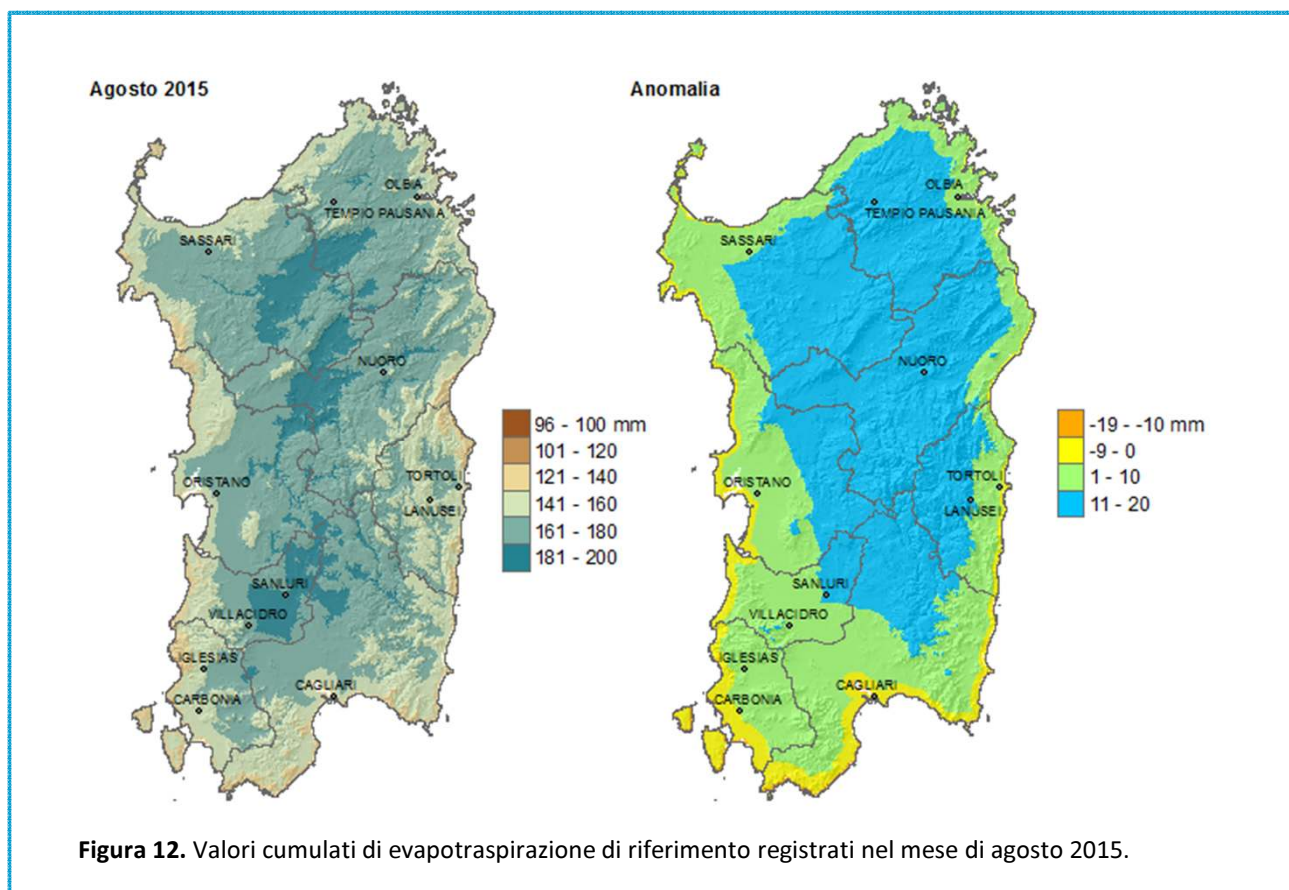 Agosto 2015
OLBIA
TEMPIO PAUSANIA
SASSARI
NUORO
TORTOLI
ORISTANO
LANUSEI
SANLURI
VILLACIDRO
IGLESIAS
CAGLIARI
CARBONIA
96 - 100 mm
101 - 120
121 - 140
141 - 160
161 - 180
181 - 200
Anomalia
OLBIA
TEMPIO PAUSANIA
SASSARI
NUORO
TORTOLI
ORISTANO
LANUSEI
SANLURI
VILLACIDRO
IGLESIAS
CAGLIARI
CARBONIA
-19 - -10 mm
-9 - 0
1 - 10
11 - 20
Figura 12. Valori cumulati di evapotraspirazione di riferimento registrati nel mese di agosto 2015.